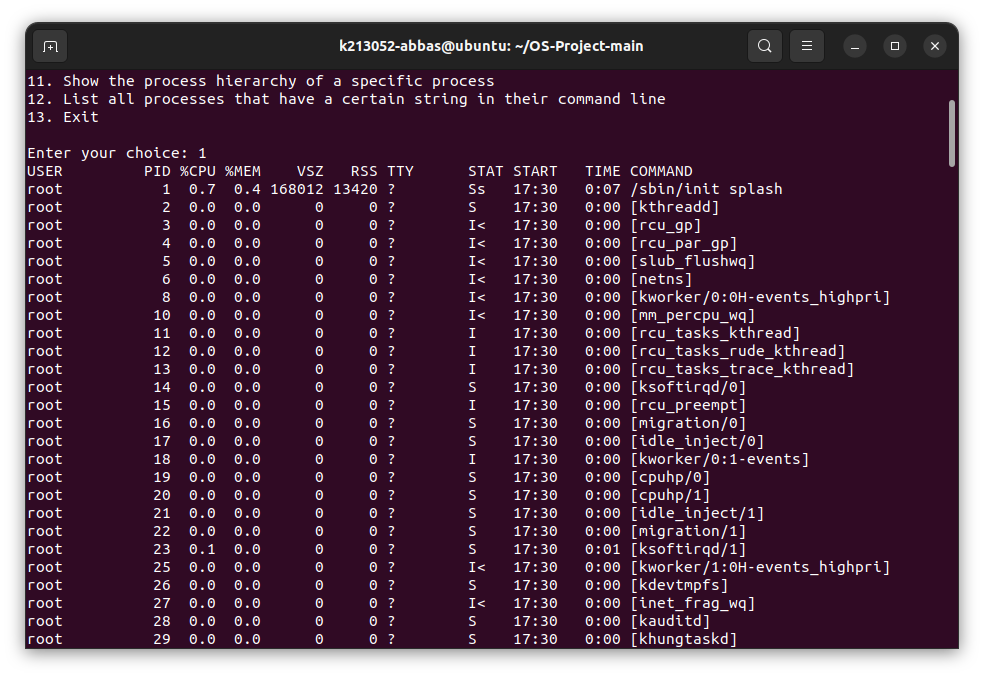 k213052-abbas@ubuntu: ~/OS-Project-main
11. Show the process hierarchy of a specific process
12. List all processes that have a certain string in their command line
13. Exit
Enter your choice: 1
USER         PID %CPU %MEM    VSZ   RSS TTY      STAT START   TIME COMMAND
root           1  0.7  0.4 168012 13420 ?        Ss   17:30   0:07 /sbin/init splash
root           2  0.0  0.0      0     0 ?        S    17:30   0:00 [kthreadd]
root           3  0.0  0.0      0     0 ?        I<   17:30   0:00 [rcu_gp]
root           4  0.0  0.0      0     0 ?        I<   17:30   0:00 [rcu_par_gp]
root           5  0.0  0.0      0     0 ?        I<   17:30   0:00 [slub_flushwq]
root           6  0.0  0.0      0     0 ?        I<   17:30   0:00 [netns]
root           8  0.0  0.0      0     0 ?        I<   17:30   0:00 [kworker/0:0H-events_highpri]
root          10  0.0  0.0      0     0 ?        I<   17:30   0:00 [mm_percpu_wq]
root          11  0.0  0.0      0     0 ?        I    17:30   0:00 [rcu_tasks_kthread]
root          12  0.0  0.0      0     0 ?        I    17:30   0:00 [rcu_tasks_rude_kthread]
root          13  0.0  0.0      0     0 ?        I    17:30   0:00 [rcu_tasks_trace_kthread]
root          14  0.0  0.0      0     0 ?        S    17:30   0:00 [ksoftirqd/0]
root          15  0.0  0.0      0     0 ?        I    17:30   0:00 [rcu_preempt]
root          16  0.0  0.0      0     0 ?        S    17:30   0:00 [migration/0]
root          17  0.0  0.0      0     0 ?        S    17:30   0:00 [idle_inject/0]
root          18  0.0  0.0      0     0 ?        I    17:30   0:00 [kworker/0:1-events]
root          19  0.0  0.0      0     0 ?        S    17:30   0:00 [cpuhp/0]
root          20  0.0  0.0      0     0 ?        S    17:30   0:00 [cpuhp/1]
root          21  0.0  0.0      0     0 ?        S    17:30   0:00 [idle_inject/1]
root          22  0.0  0.0      0     0 ?        S    17:30   0:00 [migration/1]
root          23  0.1  0.0      0     0 ?        S    17:30   0:01 [ksoftirqd/1]
root          25  0.0  0.0      0     0 ?        I<   17:30   0:00 [kworker/1:0H-events_highpri]
root          26  0.0  0.0      0     0 ?        S    17:30   0:00 [kdevtmpfs]
root          27  0.0  0.0      0     0 ?        I<   17:30   0:00 [inet_frag_wq]
root          28  0.0  0.0      0     0 ?        S    17:30   0:00 [kauditd]
root          29  0.0  0.0      0     0 ?        S    17:30   0:00 [khungtaskd]